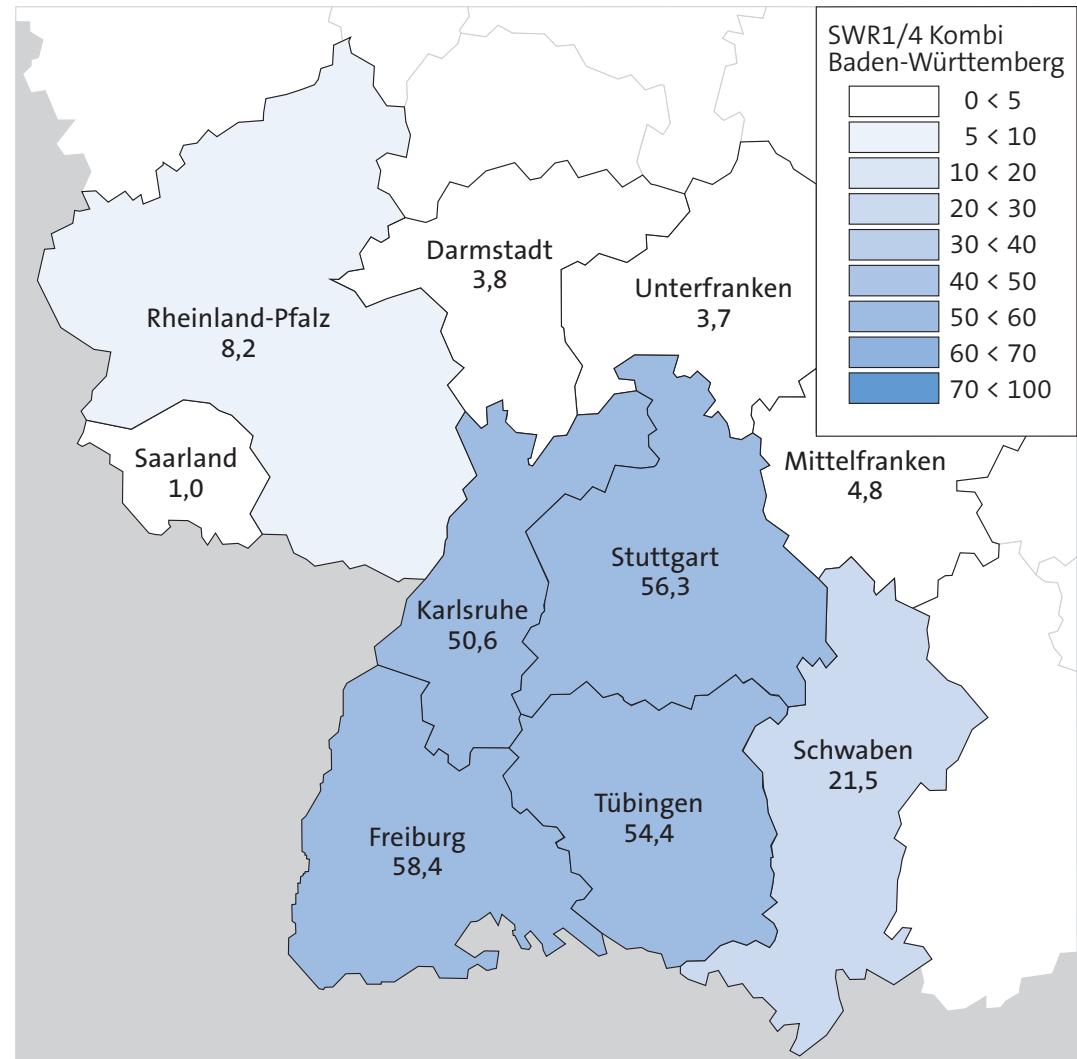 SWR1/4 Kombi
Baden-Württemberg
0 < 5
5 < 10
10 < 20
20 < 30
30 < 40
40 < 50
50 < 60
60 < 70
70 < 100
Darmstadt
3,8
Unterfranken
3,7
Rheinland-Pfalz
8,2
Saarland
1,0
Mittelfranken
4,8
Stuttgart
56,3
Karlsruhe
50,6
Schwaben
21,5
Tübingen
54,4
Freiburg
58,4